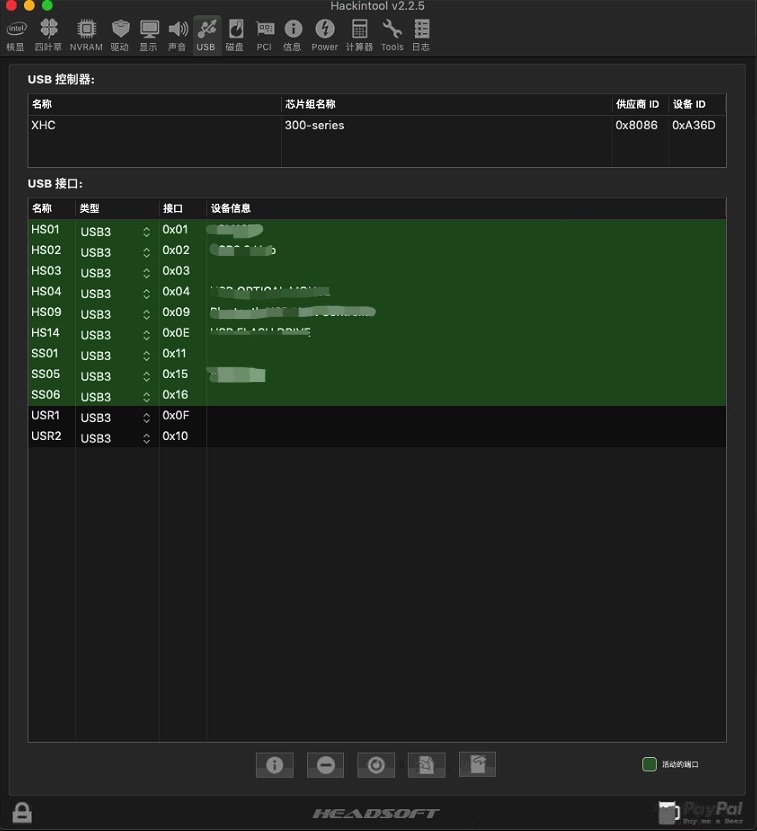 Hackintool v2.2.5
intel
核显 四叶草 NVRAM 驱动 显示 声音 USB 磁盘 PCI 信息 Power 计算器 Tools 日志
USB 控制器:
名称 芯片组名称 供应商 ID 设备 ID
XHC 300-series 0x8086 0xA36D
USB 接口:
名称 类型 接口 设备信息
HS01 USB3 0x01
HS02 USB3 0x02
HS03 USB3 0x03
HS04 USB3 0x04 USB OPTICAL MOUSE
HS09 USB3 0x09
HS14 USB3 0x0E USB FLASH DRIVE
SS01 USB3 0x11
SS05 USB3 0x15
SS06 USB3 0x16
USR1 USB3 0x0F
USR2 USB3 0x10
活动的端口
HEADSOFT
PayPal
Buy me a Beer